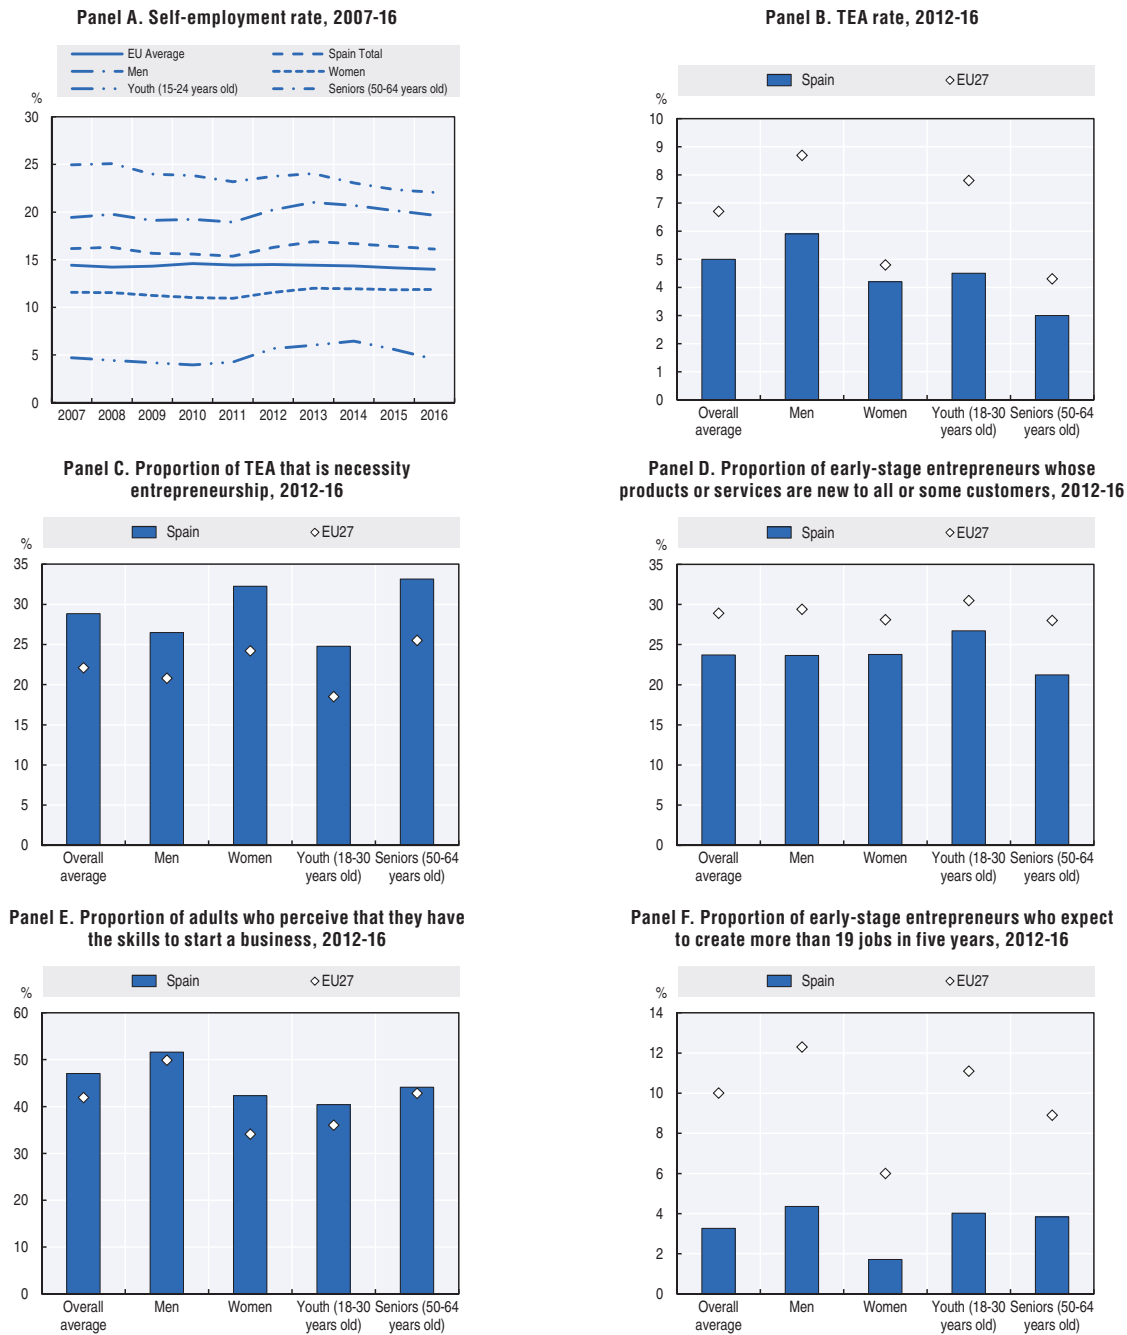 Panel A. Self-employment rate, 2007-16
EU Average
Spain Total
Men
Women
Youth (15-24 years old)
Seniors (50-64 years old)
%
30
25
20
15
10
5
0
2007 2008 2009 2010 2011 2012 2013 2014 2015 2016
Panel B. TEA rate, 2012-16
Spain
EU27
%
10
9
8
7
6
5
4
3
2
1
0
Overall Men Women Youth (18-30 Seniors (50-64
average years old) years old)
Panel C. Proportion of TEA that is necessity
entrepreneurship, 2012-16
Spain
EU27
%
35
30
25
20
15
10
5
0
Overall Men Women Youth (18-30 Seniors (50-64
average years old) years old)
Panel D. Proportion of early-stage entrepreneurs whose
products or services are new to all or some customers, 2012-16
Spain
EU27
%
35
30
25
20
15
10
5
0
Overall Men Women Youth (18-30 Seniors (50-64
average years old) years old)
Panel E. Proportion of adults who perceive that they have
the skills to start a business, 2012-16
Spain
EU27
%
60
50
40
30
20
10
0
Overall Men Women Youth (18-30 Seniors (50-64
average years old) years old)
Panel F. Proportion of early-stage entrepreneurs who expect
to create more than 19 jobs in five years, 2012-16
Spain
EU27
%
14
12
10
8
6
4
2
0
Overall Men Women Youth (18-30 Seniors (50-64
average years old) years old)